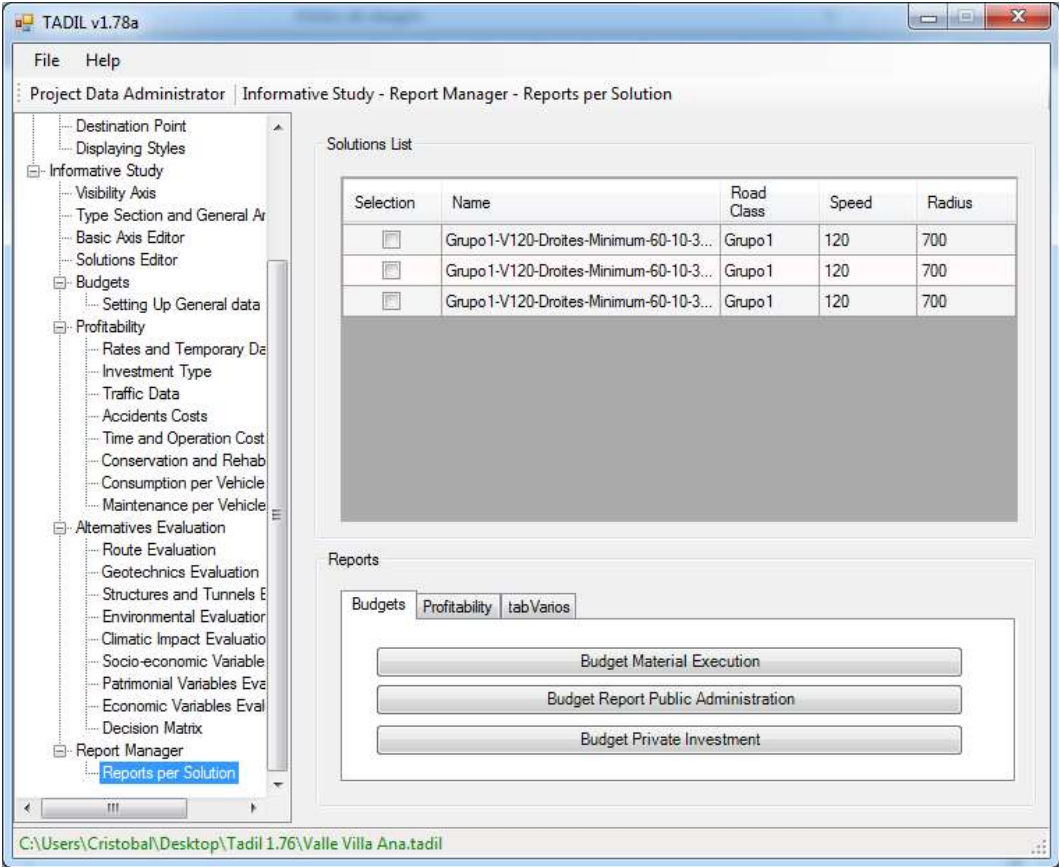 TADIL v1.78a
File Help
Project Data Administrator Informative Study - Report Manager - Reports per Solution
Destination Point
Displaying Styles
Informative Study
Visibility Axis
Type Section and General Ar
Basic Axis Editor
Solutions Editor
Budgets
Setting Up General data
Profitability
Rates and Temporary Da
Investment Type
Traffic Data
Accidents Costs
Time and Operation Cost
Conservation and Rehab
Consumption per Vehicle
Maintenance per Vehicle
Alternatives Evaluation
Route Evaluation
Geotechnics Evaluation
Structures and Tunnels E
Environmental Evaluation
Climatic Impact Evaluatio
Socio-economic Variable
Patrimonial Variables Eva
Economic Variables Eval
Decision Matrix
Report Manager
Reports per Solution
Solutions List
Selection Name Road Class Speed Radius
Grupo1-V120-Droites-Minimum-60-10-3... Grupo1 120 700
Grupo1-V120-Droites-Minimum-60-10-3... Grupo1 120 700
Grupo1-V120-Droites-Minimum-60-10-3... Grupo1 120 700
Reports
Budgets Profitability tabVarios
Budget Material Execution
Budget Report Public Administration
Budget Private Investment
C:\Users\Cristobal\Desktop\Tadil 1.76\Valle Villa Ana.tadil